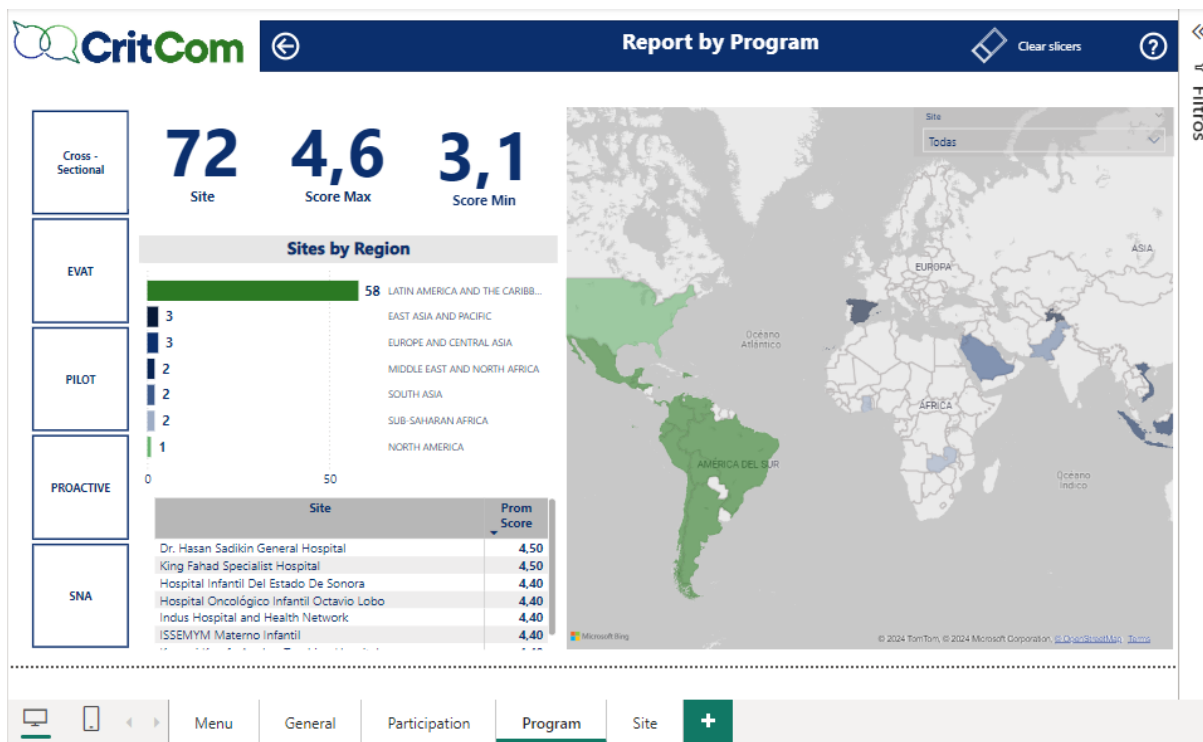 CritCom
Report by Program
Clear slicers
?
Filtros
Cross -
Sectional
EVAT
PILOT
PROACTIVE
SNA
72
Site
4,6
Score Max
3,1
Score Min
Sites by Region
58 LATIN AMERICA AND THE CARIBB...
3 EAST ASIA AND PACIFIC
3 EUROPE AND CENTRAL ASIA
2 MIDDLE EAST AND NORTH AFRICA
2 SOUTH ASIA
2 SUB-SAHARAN AFRICA
1 NORTH AMERICA
0 50
Site Prom
Score
Dr. Hasan Sadikin General Hospital 4,50
King Fahad Specialist Hospital 4,50
Hospital Infantil Del Estado De Sonora 4,40
Hospital Oncológico Infantil Octavio Lobo 4,40
Indus Hospital and Health Network 4,40
ISSEMYM Materno Infantil 4,40
Site
Todas
ASIA
EUROPA
Océano
Atlántico
ÁFRICA
AMÉRICA DEL SUR
Océano
Índico
Microsoft Bing
© 2024 TomTom, © 2024 Microsoft Corporation, © OpenStreetMap Terms
Menu
General
Participation
Program
Site
+